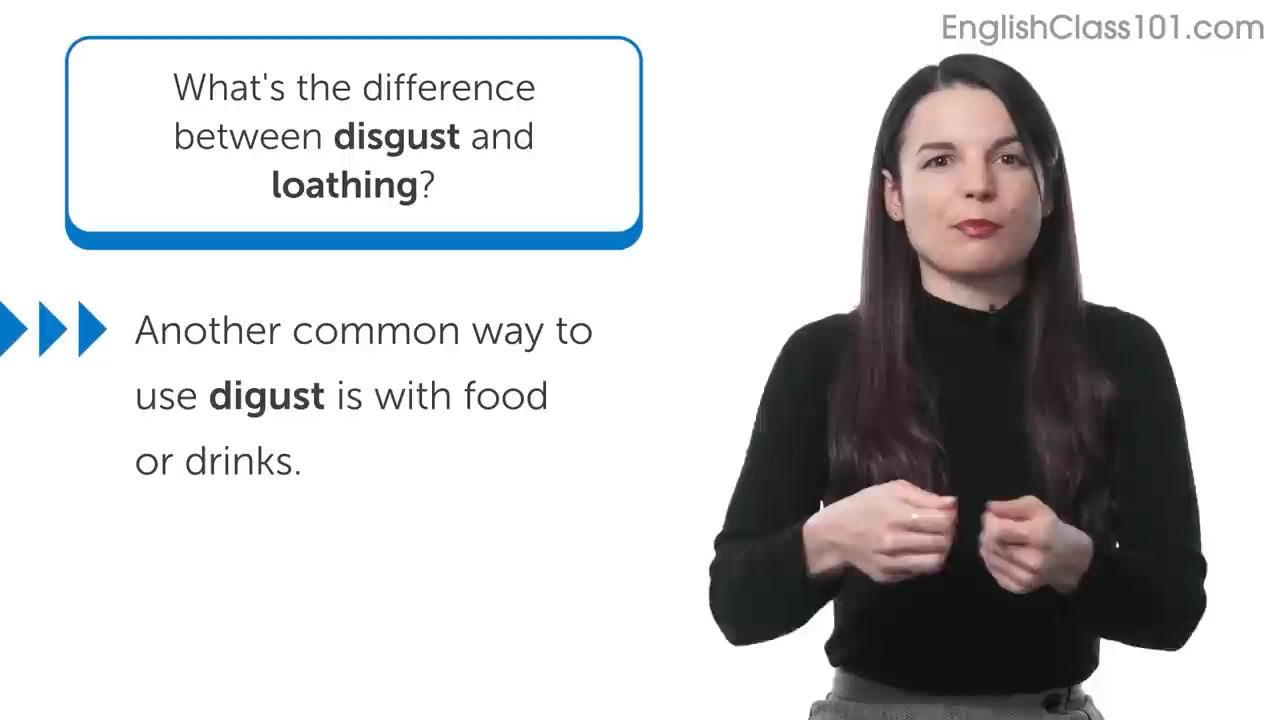 EnglishClass101.com
What's the difference
between disgust and
loathing?
Another common way to
use digust is with food
or drinks.